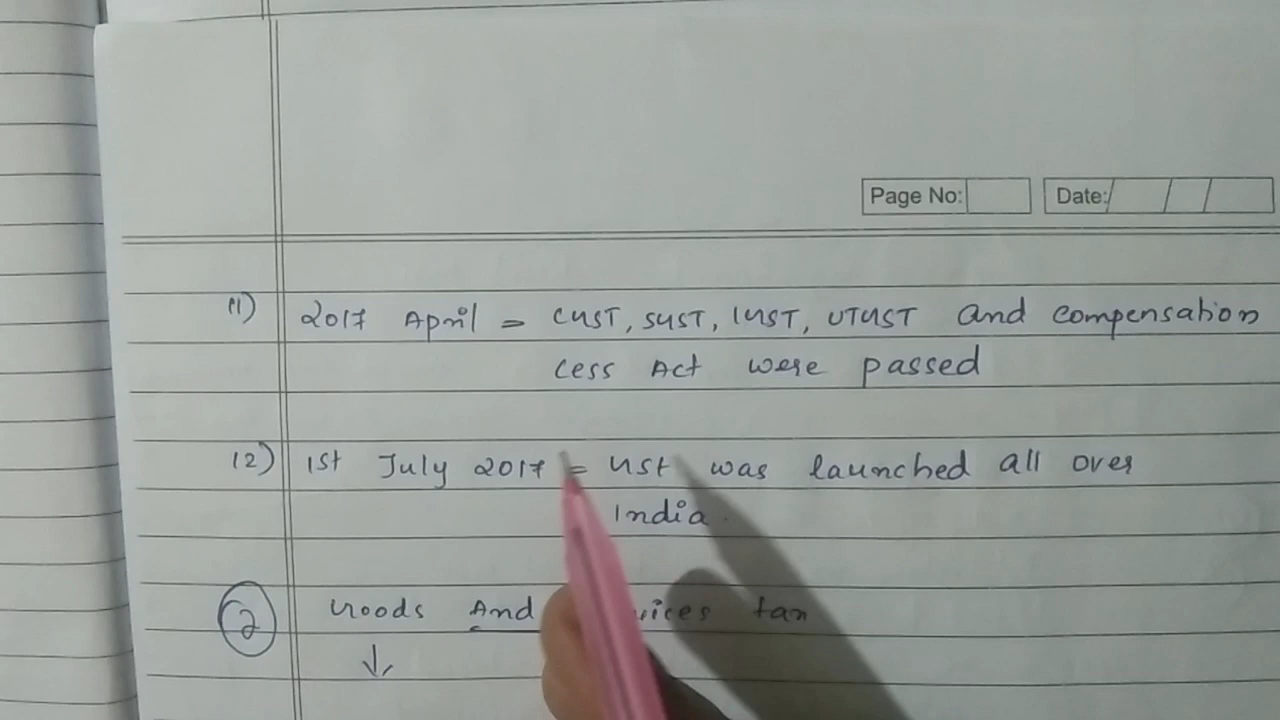 Page No: Date: / / /
11) 2017 April = CGST, SGST, IGST, UTGST and compensation
cess Act were passed
12) 1st July 2017 = GST was launched all over
India.
2 Goods And tax